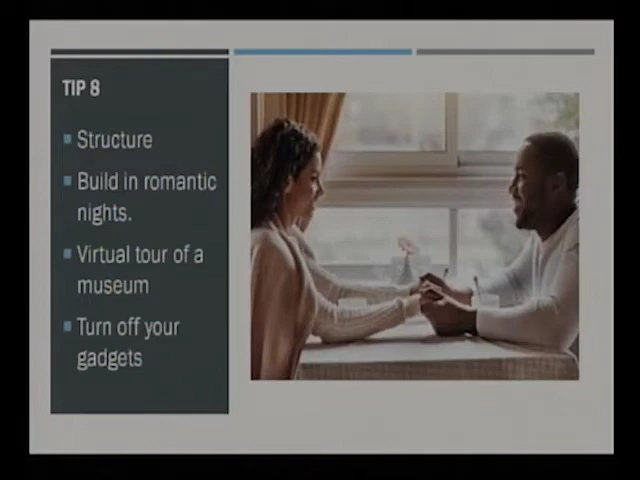 TIP 8
Structure
Build in romantic
nights.
Virtual tour of a
museum
Turn off your
gadgets